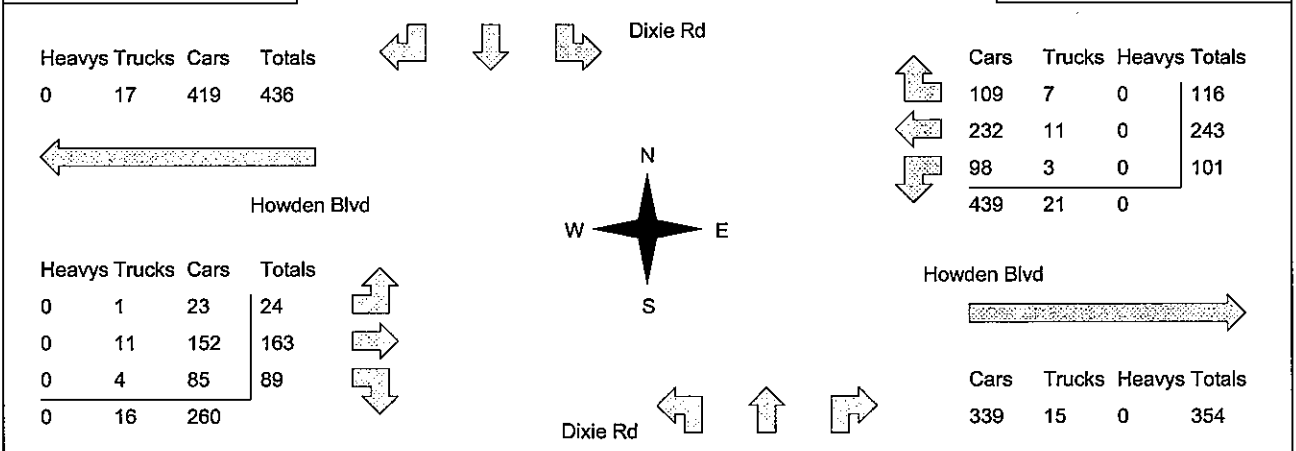 Dixie Rd
Heavys Trucks Cars Totals
0 17 419 436
Cars Trucks Heavys Totals
109 7 0 116
232 11 0 243
98 3 0 101
439 21 0
N
W E
S
Howden Blvd
Heavys Trucks Cars Totals
0 1 23 24
0 11 152 163
0 4 85 89
0 16 260
Howden Blvd
Cars Trucks Heavys Totals
339 15 0 354
Dixie Rd